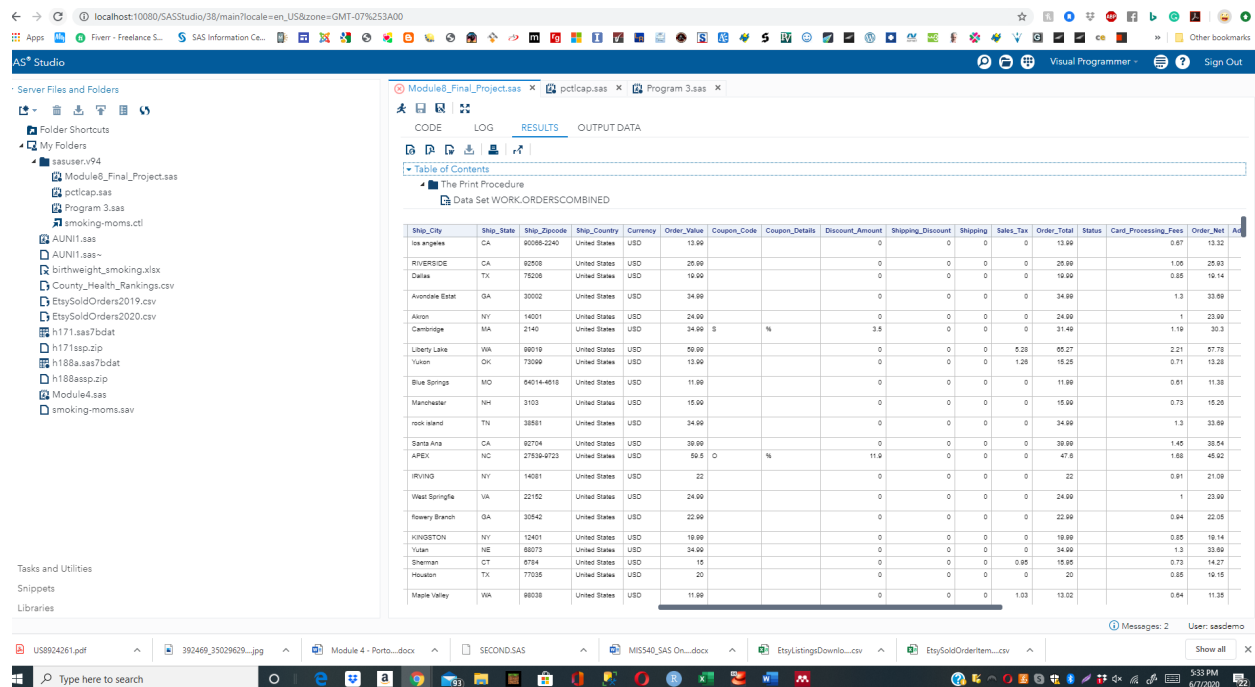 localhost:10080/SASStudio/38/main?locale=en_US&zone=GMT-07%253A00
Apps Fiverr - Freelance S... SAS Information Ce... » Other bookmarks
AS® Studio Visual Programmer Sign Out
Server Files and Folders
Folder Shortcuts
My Folders
sasuser.v94
Module8_Final_Project.sas
pctlcap.sas
Program 3.sas
smoking-moms.ctl
AUNI1.sas
AUNI1.sas~
birthweight_smoking.xlsx
County_Health_Rankings.csv
EtsySoldOrders2019.csv
EtsySoldOrders2020.csv
h171.sas7bdat
h171ssp.zip
h188a.sas7bdat
h188assp.zip
Module4.sas
smoking-moms.sav
Tasks and Utilities
Snippets
Libraries
Module8_Final_Project.sas × pctlcap.sas × Program 3.sas ×
CODE LOG RESULTS OUTPUT DATA
Table of Contents
The Print Procedure
Data Set WORK.ORDERSCOMBINED
Ship_City Ship_State Ship_Zipcode Ship_Country Currency Order_Value Coupon_Code Coupon_Details Discount_Amount Shipping_Discount Shipping Sales_Tax Order_Total Status Card_Processing_Fees Order_Net Ad
los angeles CA 90066-2240 United States USD 13.99 0 0 0 0 13.99 0.67 13.32
RIVERSIDE CA 92508 United States USD 26.99 0 0 0 0 26.99 1.06 25.93
Dallas TX 75206 United States USD 19.99 0 0 0 0 19.99 0.85 19.14
Avondale Estat GA 30002 United States USD 34.99 0 0 0 0 34.99 1.3 33.69
Akron NY 14001 United States USD 24.99 0 0 0 0 24.99 1 23.99
Cambridge MA 2140 United States USD 34.99 S % 3.5 0 0 0 31.49 1.19 30.3
Liberty Lake WA 99019 United States USD 59.99 0 0 0 5.28 65.27 2.21 57.78
Yukon OK 73099 United States USD 13.99 0 0 0 1.26 15.25 0.71 13.28
Blue Springs MO 64014-4618 United States USD 11.99 0 0 0 0 11.99 0.61 11.38
Manchester NH 3103 United States USD 15.99 0 0 0 0 15.99 0.73 15.26
rock island TN 38581 United States USD 34.99 0 0 0 0 34.99 1.3 33.69
Santa Ana CA 92704 United States USD 39.99 0 0 0 0 39.99 1.45 38.54
APEX NC 27539-9723 United States USD 59.5 O % 11.9 0 0 0 47.6 1.68 45.92
IRVING NY 14081 United States USD 22 0 0 0 0 22 0.91 21.09
West Springfie VA 22152 United States USD 24.99 0 0 0 0 24.99 1 23.99
flowery Branch GA 30542 United States USD 22.99 0 0 0 0 22.99 0.94 22.05
KINGSTON NY 12401 United States USD 19.99 0 0 0 0 19.99 0.85 19.14
Yutan NE 68073 United States USD 34.99 0 0 0 0 34.99 1.3 33.69
Sherman CT 6784 United States USD 15 0 0 0 0.95 15.95 0.73 14.27
Houston TX 77035 United States USD 20 0 0 0 0 20 0.85 19.15
Maple Valley WA 98038 United States USD 11.99 0 0 0 1.03 13.02 0.64 11.35
Messages: 2 User: sasdemo
US8924261.pdf 392469_35029629....jpg Module 4 - Porto....docx SECOND.SAS MIS540_SAS On....docx EtsyListingsDownlo....csv EtsySoldOrderItem....csv Show all
Type here to search
5:33 PM
6/7/2020